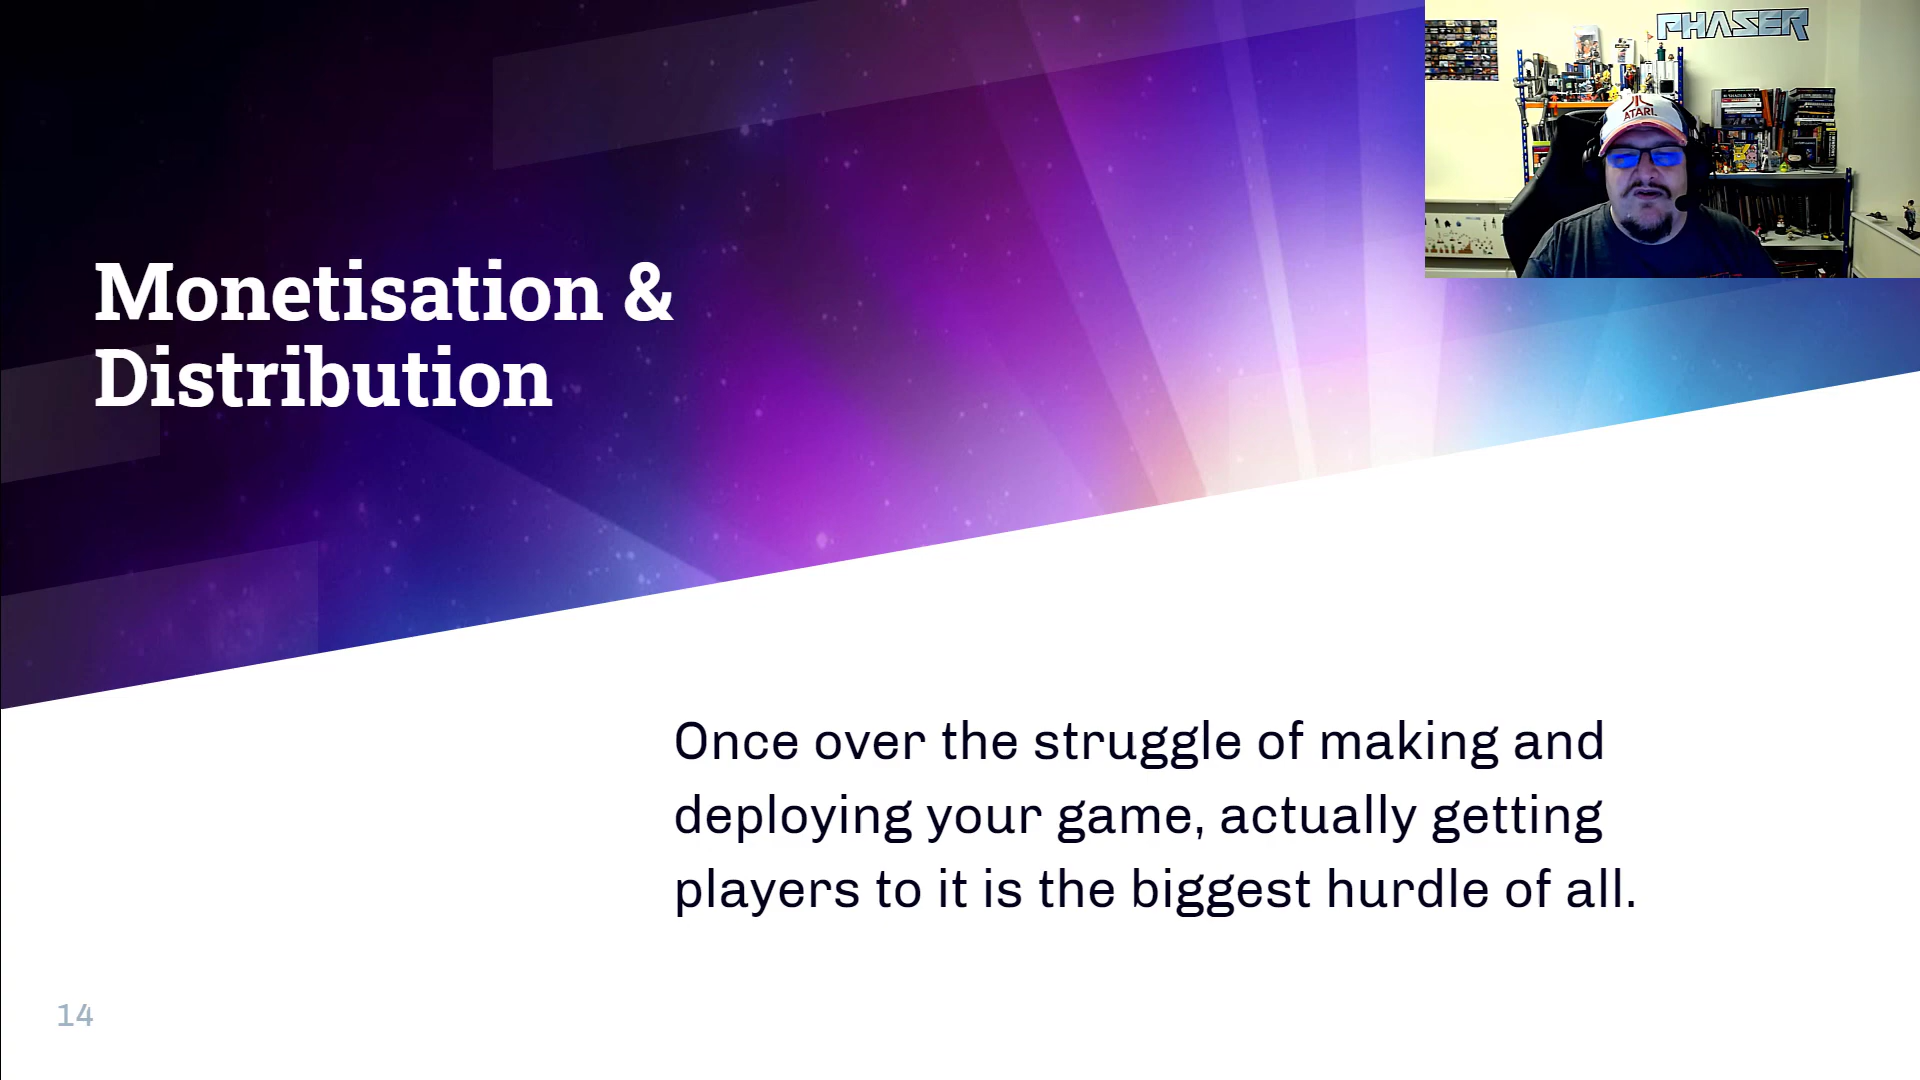 PHASER
ATARI
Monetisation &
Distribution
Once over the struggle of making and
deploying your game, actually getting
players to it is the biggest hurdle of all.
14